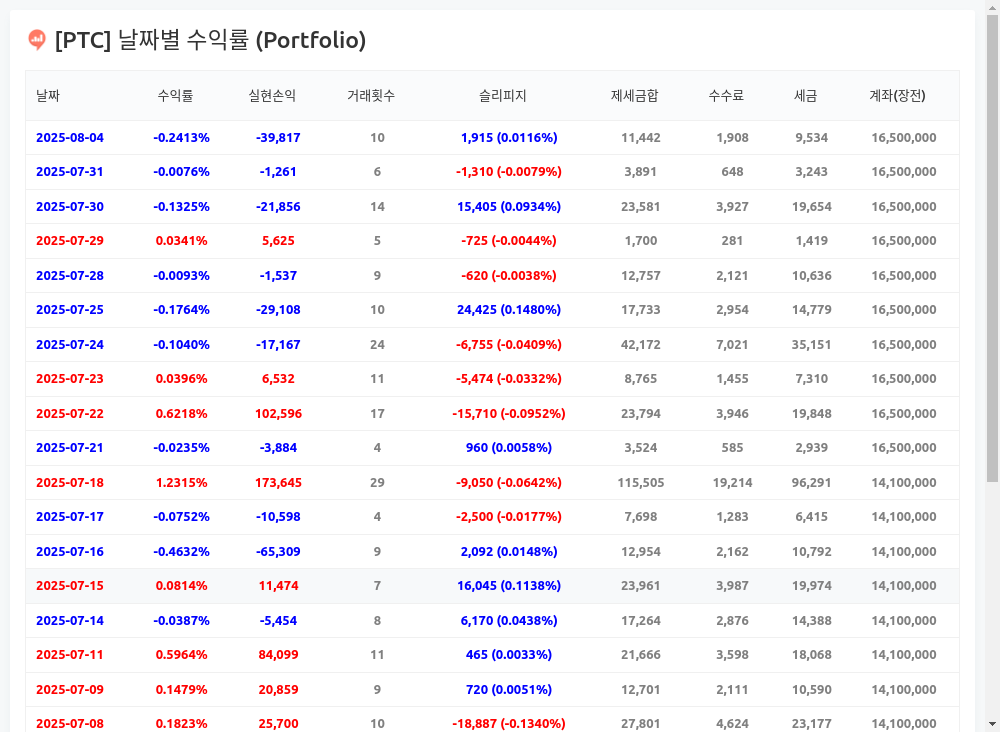 [PTC] 날짜별 수익률 (Portfolio)
날짜 수익률 실현손익 거래횟수 슬리피지 제세금합 수수료 세금 계좌(장전)
2025-08-04 -0.2413% -39,817 10 1,915 (0.0116%) 11,442 1,908 9,534 16,500,000
2025-07-31 -0.0076% -1,261 6 -1,310 (-0.0079%) 3,891 648 3,243 16,500,000
2025-07-30 -0.1325% -21,856 14 15,405 (0.0934%) 23,581 3,927 19,654 16,500,000
2025-07-29 0.0341% 5,625 5 -725 (-0.0044%) 1,700 281 1,419 16,500,000
2025-07-28 -0.0093% -1,537 9 -620 (-0.0038%) 12,757 2,121 10,636 16,500,000
2025-07-25 -0.1764% -29,108 10 24,425 (0.1480%) 17,733 2,954 14,779 16,500,000
2025-07-24 -0.1040% -17,167 24 -6,755 (-0.0409%) 42,172 7,021 35,151 16,500,000
2025-07-23 0.0396% 6,532 11 -5,474 (-0.0332%) 8,765 1,455 7,310 16,500,000
2025-07-22 0.6218% 102,596 17 -15,710 (-0.0952%) 23,794 3,946 19,848 16,500,000
2025-07-21 -0.0235% -3,884 4 960 (0.0058%) 3,524 585 2,939 16,500,000
2025-07-18 1.2315% 173,645 29 -9,050 (-0.0642%) 115,505 19,214 96,291 14,100,000
2025-07-17 -0.0752% -10,598 4 -2,500 (-0.0177%) 7,698 1,283 6,415 14,100,000
2025-07-16 -0.4632% -65,309 9 2,092 (0.0148%) 12,954 2,162 10,792 14,100,000
2025-07-15 0.0814% 11,474 7 16,045 (0.1138%) 23,961 3,987 19,974 14,100,000
2025-07-14 -0.0387% -5,454 8 6,170 (0.0438%) 17,264 2,876 14,388 14,100,000
2025-07-11 0.5964% 84,099 11 465 (0.0033%) 21,666 3,598 18,068 14,100,000
2025-07-09 0.1479% 20,859 9 720 (0.0051%) 12,701 2,111 10,590 14,100,000
2025-07-08 0.1823% 25,700 10 -18,887 (-0.1340%) 27,801 4,624 23,177 14,100,000